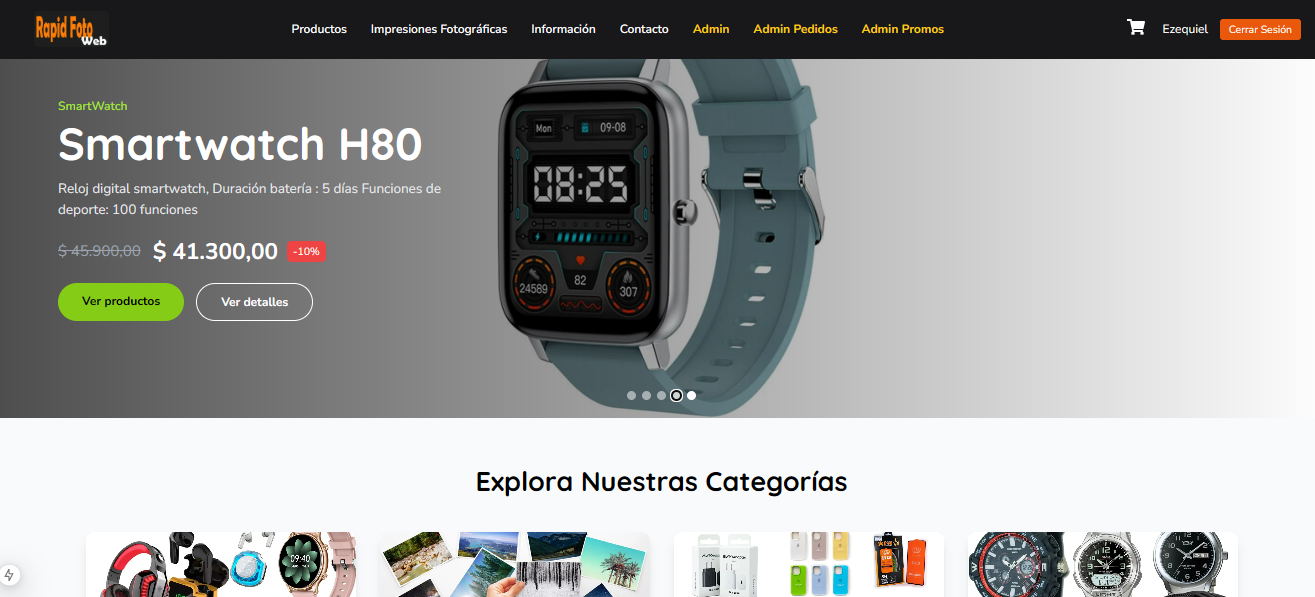 Rapid Foto
Web
Productos
Impresiones Fotográficas
Información
Contacto
Admin
Admin Pedidos
Admin Promos
Ezequiel
Cerrar Sesión
SmartWatch
Smartwatch H80
Reloj digital smartwatch, Duración batería : 5 días Funciones de
deporte: 100 funciones
$ 45.900,00 $ 41.300,00 -10%
Ver productos
Ver detalles
Mon
09-08
08:25
24589
82
307
Explora Nuestras Categorías
09:40